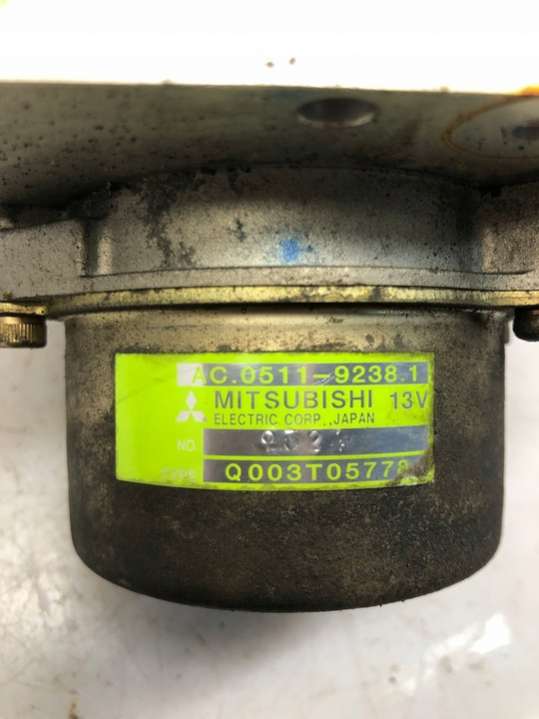 AC.0511-9238.1
MITSUBISHI 13V
ELECTRIC CORP., JAPAN
NO
TYPE Q003T05778